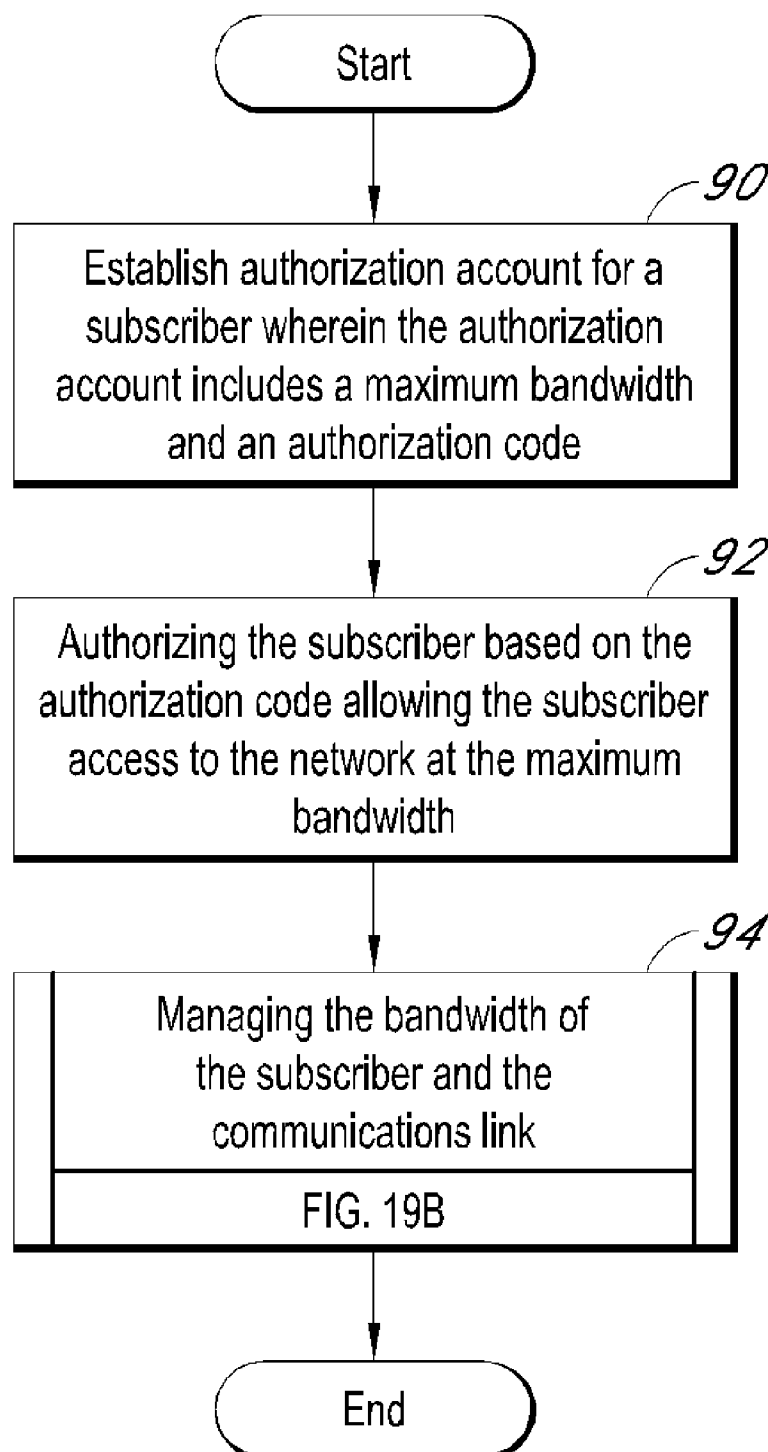 Start
90
Establish authorization account for a
subscriber wherein the authorization
account includes a maximum bandwidth
and an authorization code
92
Authorizing the subscriber based on the
authorization code allowing the subscriber
access to the network at the maximum
bandwidth
94
Managing the bandwidth of
the subscriber and the
communications link
FIG. 19B
End